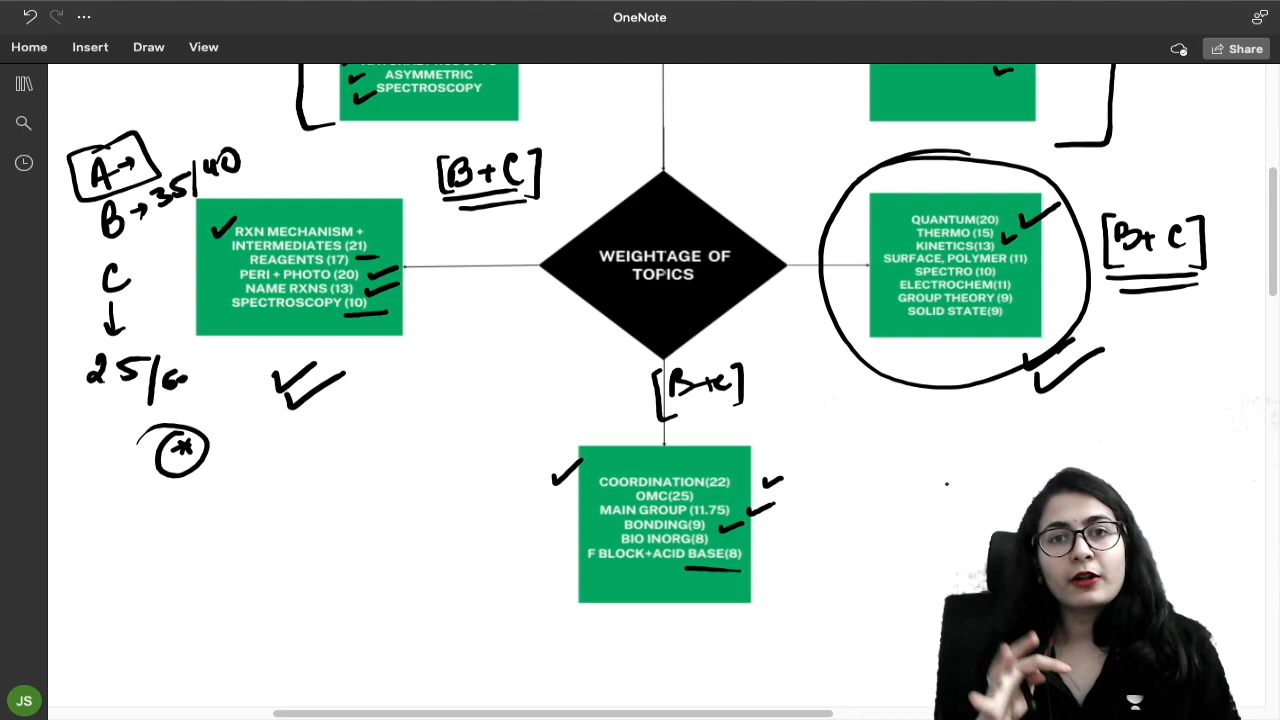 OneNote
Home Insert Draw View
Share
ASYMMETRIC
SPECTROSCOPY
A→
B→35/40
C
↓
25/60
*
[B+C]
RXN MECHANISM +
INTERMEDIATES (21)
REAGENTS (17)
PERI + PHOTO (20)
NAME RXNS (13)
SPECTROSCOPY (10)
WEIGHTAGE OF
TOPICS
QUANTUM(20)
THERMO (15)
KINETICS(13)
SURFACE, POLYMER (11)
SPECTRO (10)
ELECTROCHEM(11)
GROUP THEORY (9)
SOLID STATE(9)
[B+C]
[B+C]
COORDINATION(22)
OMC(25)
MAIN GROUP (11.75)
BONDING(9)
BIO INORG(8)
F BLOCK+ACID BASE(8)
JS